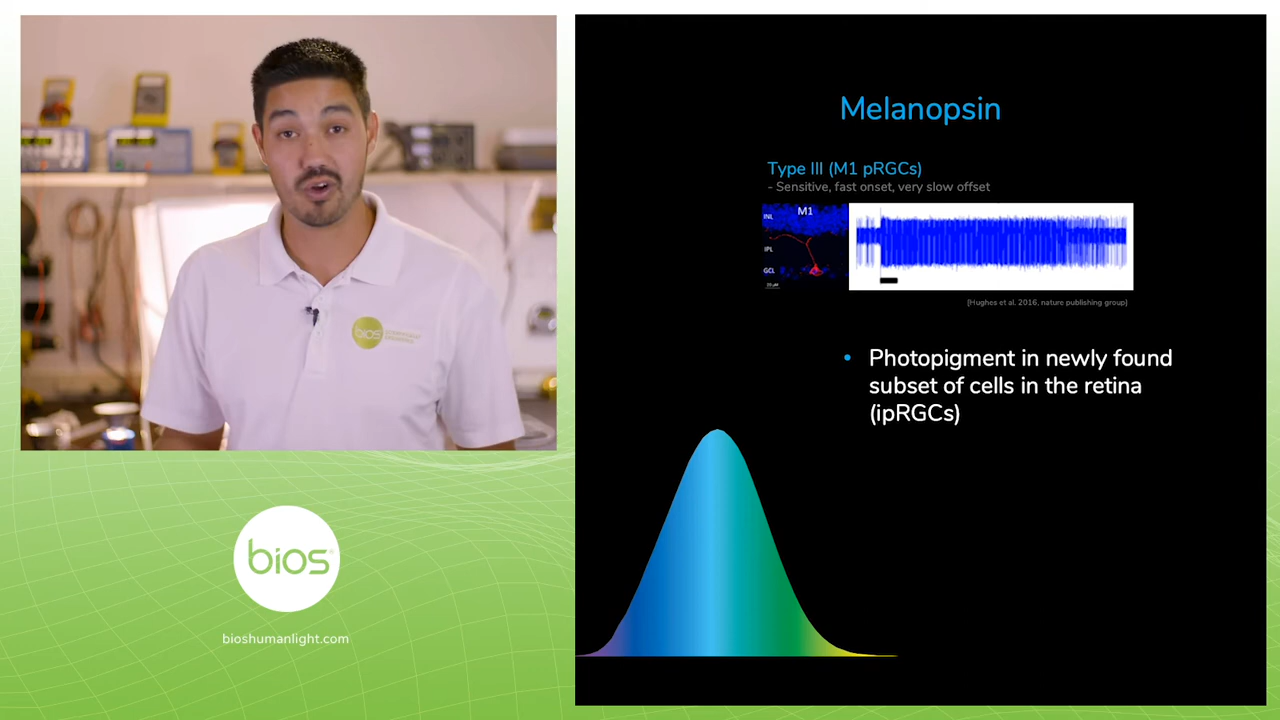 Melanopsin
Type III (M1 pRGCs)
- Sensitive, fast onset, very slow offset
INL
M1
IPL
GCL
[Hughes et al. 2016, nature publishing group]
• Photopigment in newly found
subset of cells in the retina
(ipRGCs)
bios
bios®
bioshumanlight.com